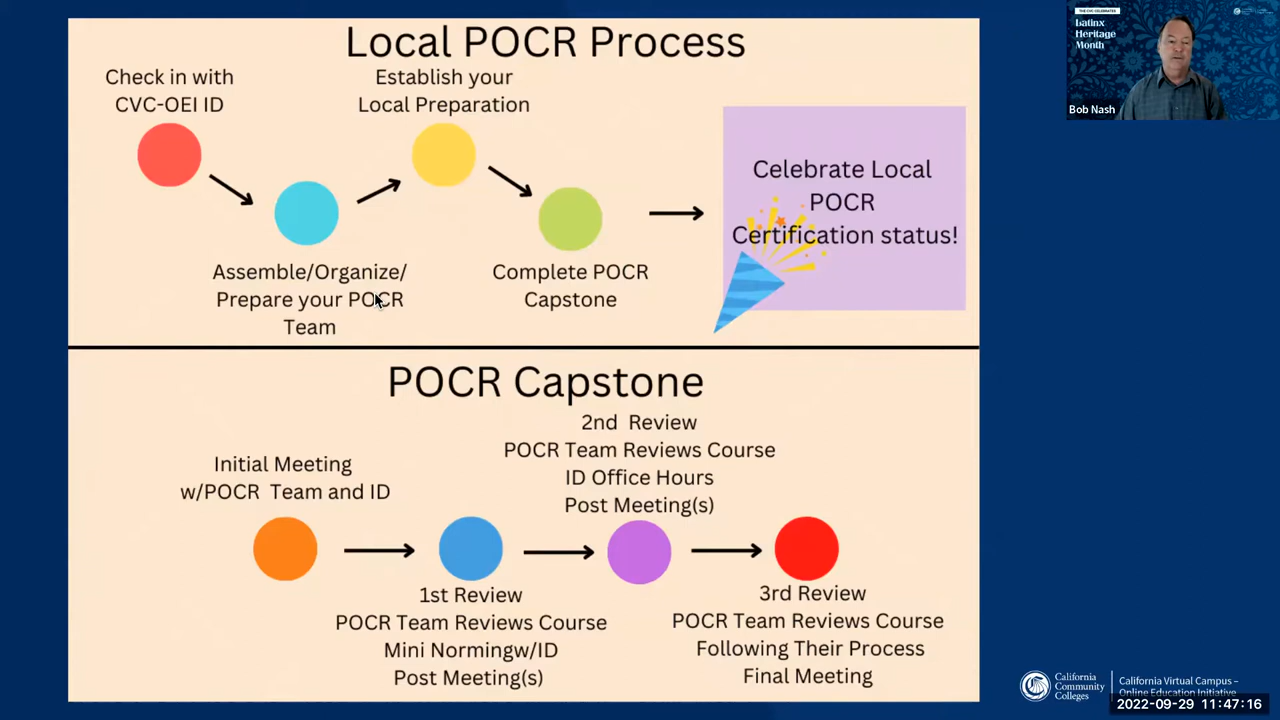 Local POCR Process
Check in with
CVC-OEI ID
Establish your
Local Preparation
Assemble/Organize/
Prepare your POCR
Team
Complete POCR
Capstone
Celebrate Local
POCR
Certification status!
POCR Capstone
Initial Meeting
w/POCR Team and ID
1st Review
POCR Team Reviews Course
Mini Normingw/ID
Post Meeting(s)
2nd Review
POCR Team Reviews Course
ID Office Hours
Post Meeting(s)
3rd Review
POCR Team Reviews Course
Following Their Process
Final Meeting
THE CVC CELEBRATES
Latinx
Heritage
Month
Bob Nash
California
Community
Colleges
California Virtual Campus –
Online Education Initiative
2022-09-29 11:47:16